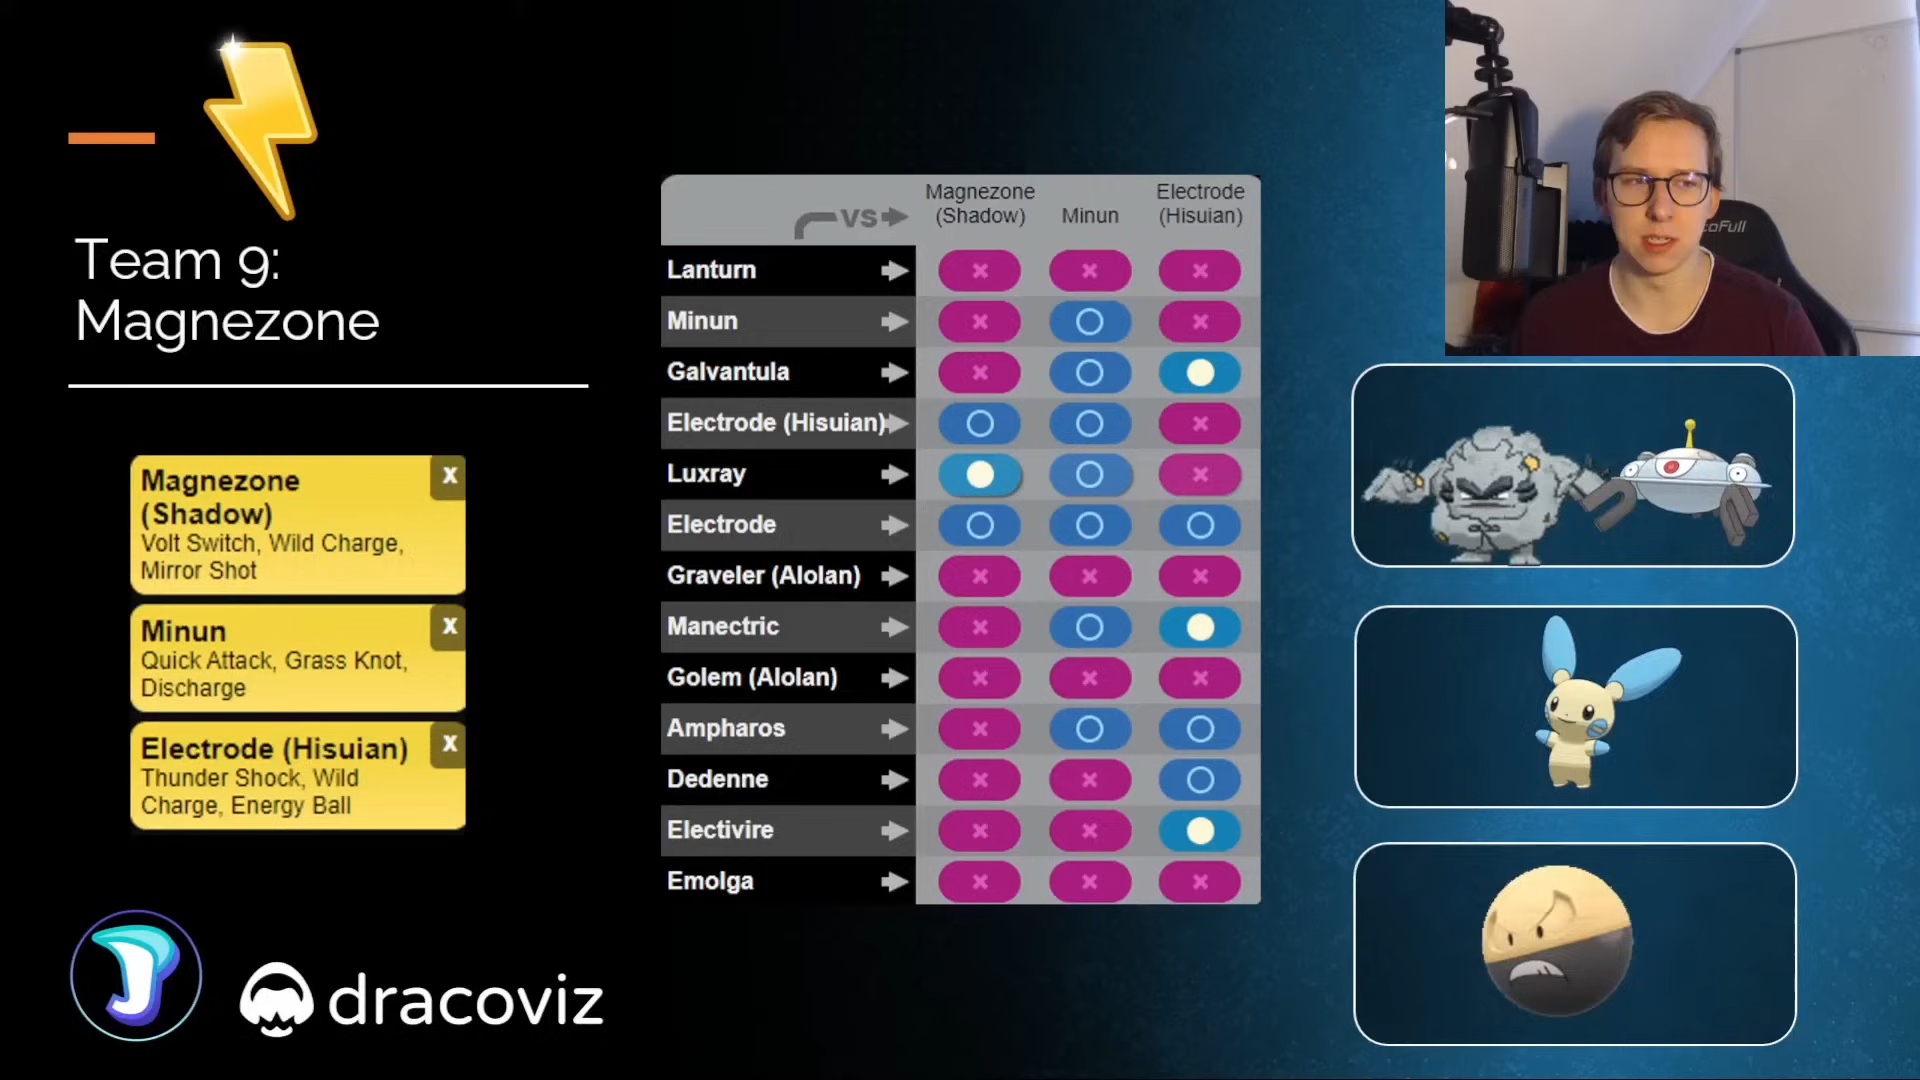 Team 9:
Magnezone
Magnezone
(Shadow)
Volt Switch, Wild Charge,
Mirror Shot
X
Minun
Quick Attack, Grass Knot,
Discharge
X
Electrode (Hisuian)
Thunder Shock, Wild
Charge, Energy Ball
X
dracoviz
VS
Magnezone
(Shadow)
Minun
Electrode
(Hisuian)
Lanturn
Minun
Galvantula
Electrode (Hisuian)
Luxray
Electrode
Graveler (Alolan)
Manectric
Golem (Alolan)
Ampharos
Dedenne
Electivire
Emolga